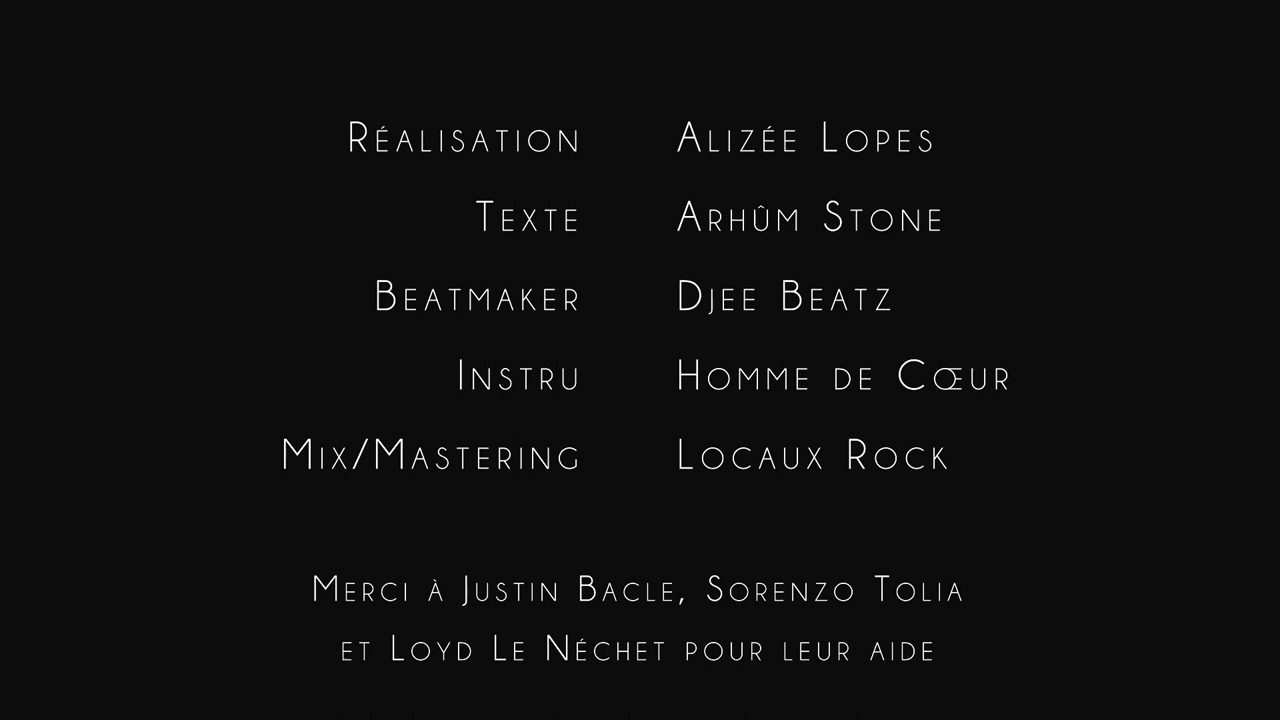 Réalisation Alizée Lopes
Texte Arhûm Stone
Beatmaker Djee Beatz
Instru Homme de Cœur
Mix/Mastering Locaux Rock
Merci à Justin Bacle, Sorenzo Tolia
et Loyd Le Néchet pour leur aide